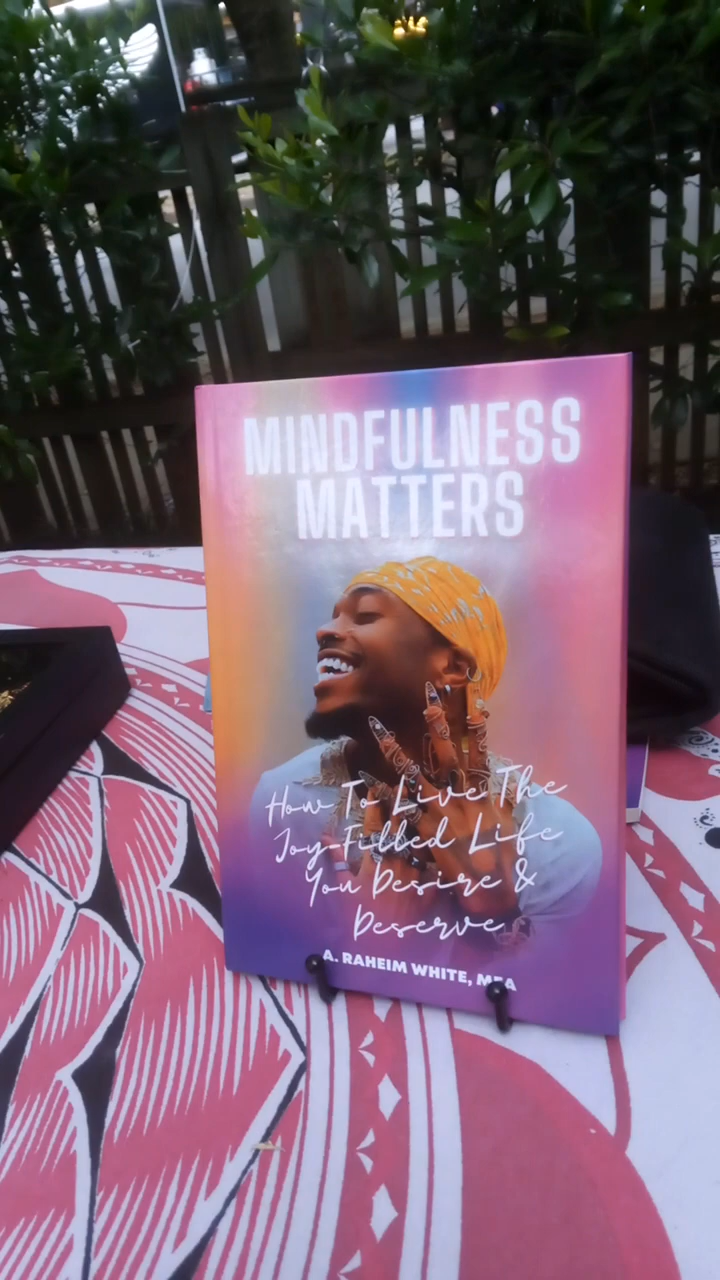 MINDFULNESS
MATTERS
How To Live The
Joy-Filled Life
You Desire &
Deserve
A. RAHEIM WHITE, MFA